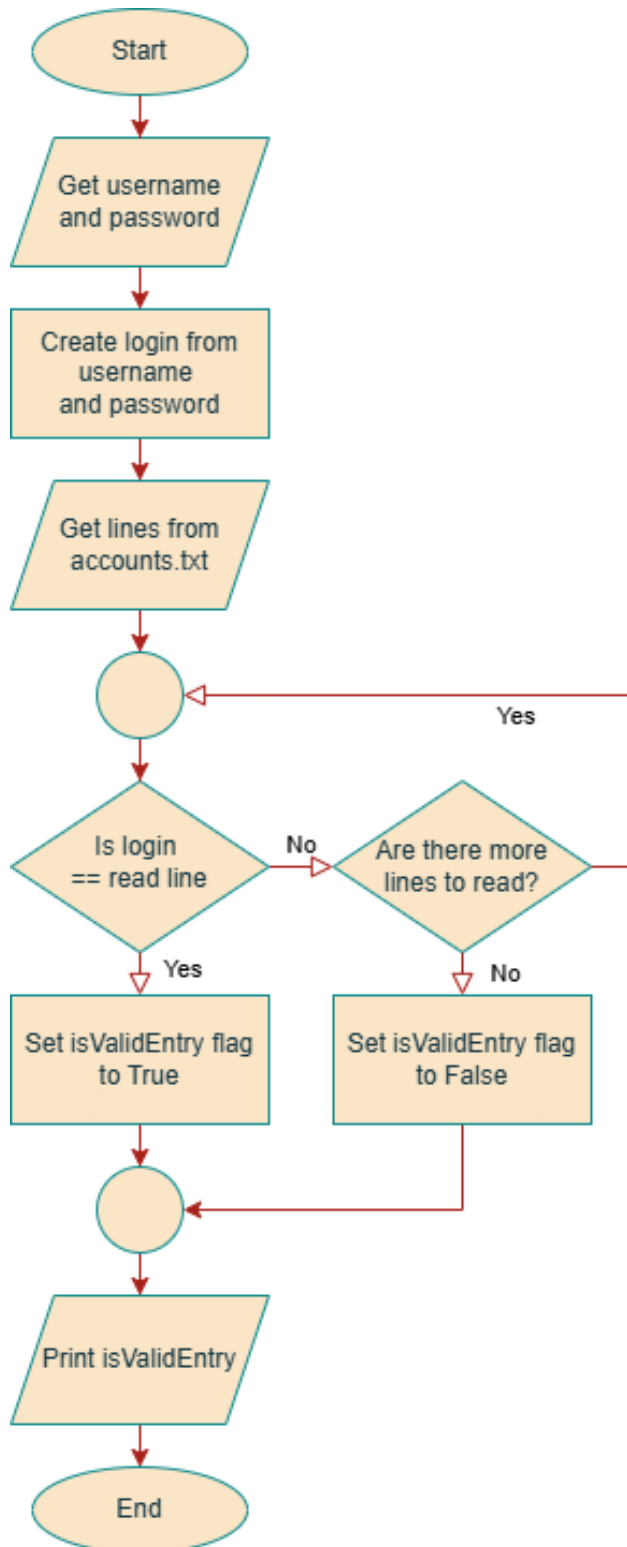 Start
Get username
and password
Create login from
username
and password
Get lines from
accounts.txt
Yes
Is login
== read line
No
Are there more
lines to read?
Yes
No
Set isValidEntry flag
to True
Set isValidEntry flag
to False
Print isValidEntry
End